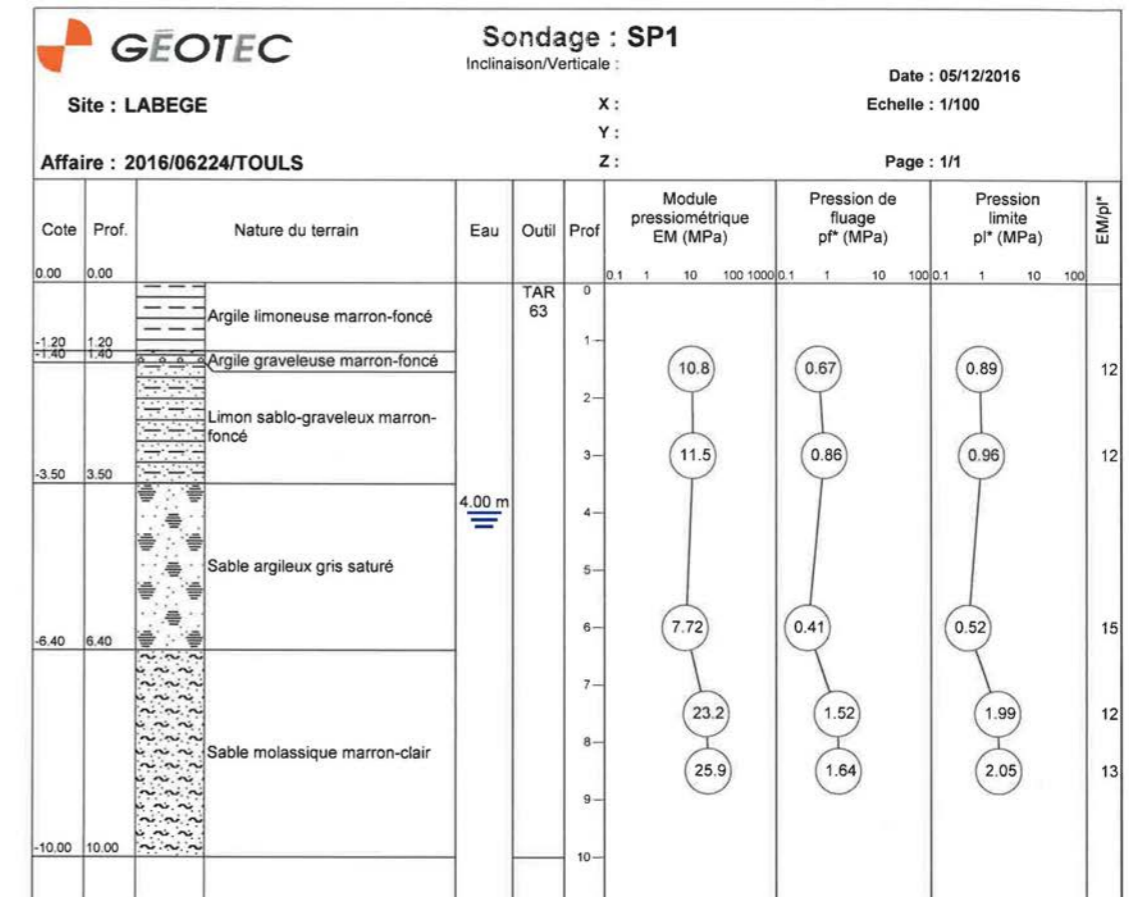 GÉOTEC
Sondage : SP1
Inclinaison/Verticale :
Date : 05/12/2016
Site : LABEGE
X :
Echelle : 1/100
Y :
Affaire : 2016/06224/TOULS
Z :
Page : 1/1
Cote Prof. Nature du terrain Eau Outil Prof
Module pressiométrique EM (MPa)
Pression de fluage pf* (MPa)
Pression limite pl* (MPa)
EM/pl*
0.00 0.00
0.1 1 10 100 1000 0.1 1 10 100 0.1 1 10 100
TAR
63
0
Argile limoneuse marron-foncé
-1.20 1.20
1
-1.40 1.40
Argile graveleuse marron-foncé
10.8 0.67 0.89 12
2
Limon sablo-graveleux marron-
foncé
3
11.5 0.86 0.96 12
-3.50 3.50
4.00 m
4
5
Sable argileux gris saturé
6
7.72 0.41 0.52 15
-6.40 6.40
7
23.2 1.52 1.99 12
8
Sable molassique marron-clair
25.9 1.64 2.05 13
9
-10.00 10.00
10